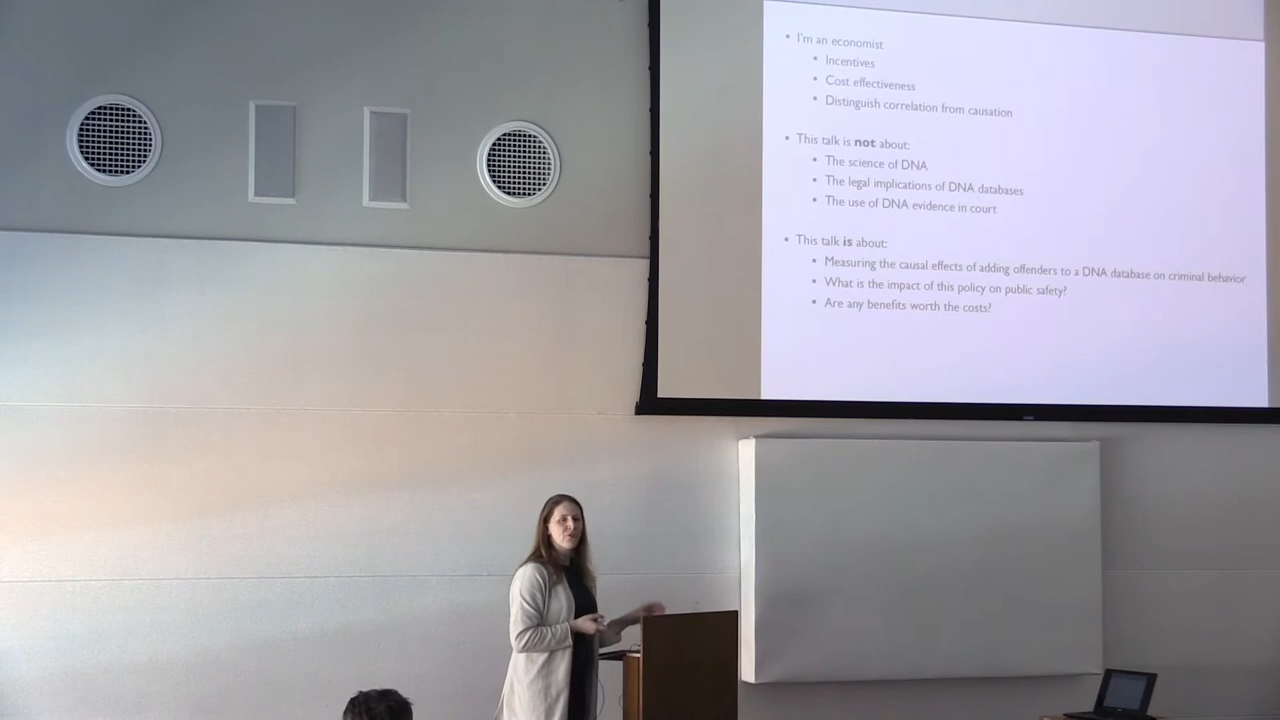 • I'm an economist
• Incentives
• Cost effectiveness
• Distinguish correlation from causation
• This talk is not about:
• The science of DNA
• The legal implications of DNA databases
• The use of DNA evidence in court
• This talk is about:
• Measuring the causal effects of adding offenders to a DNA database on criminal behavior
• What is the impact of this policy on public safety?
• Are any benefits worth the costs?